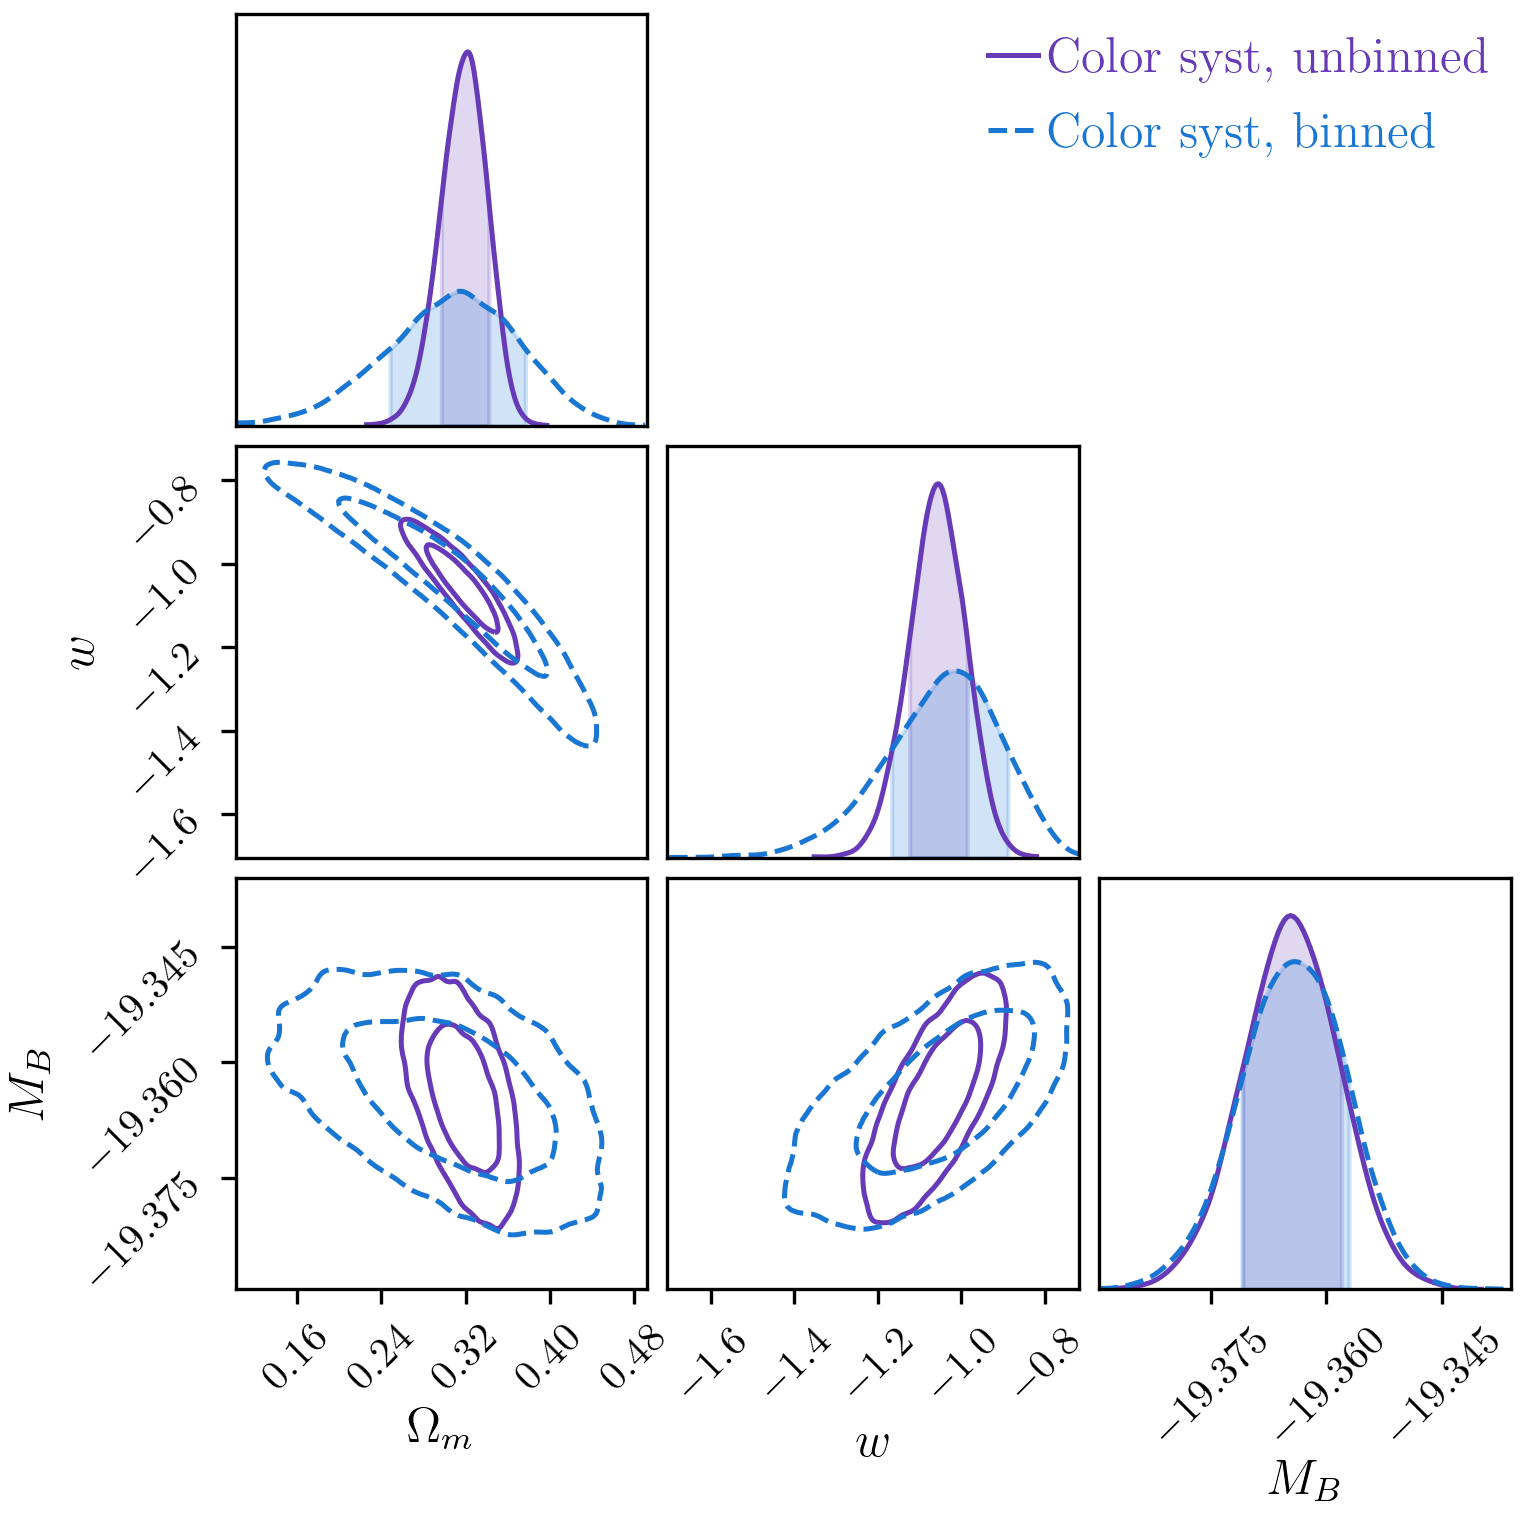 Color syst, unbinned
Color syst, binned
w
−0.8
−1.0
−1.2
−1.4
−1.6
M_B
−19.345
−19.360
−19.375
0.16 0.24 0.32 0.40 0.48
Ω_m
−1.6 −1.4 −1.2 −1.0 −0.8
w
−19.375 −19.360 −19.345
M_B